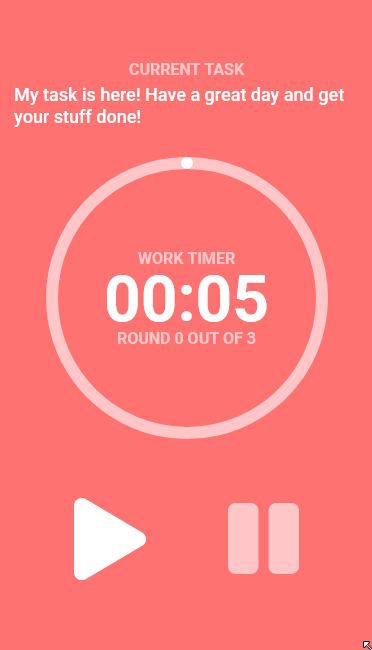 CURRENT TASK
My task is here! Have a great day and get
your stuff done!
WORK TIMER
00:05
ROUND 0 OUT OF 3